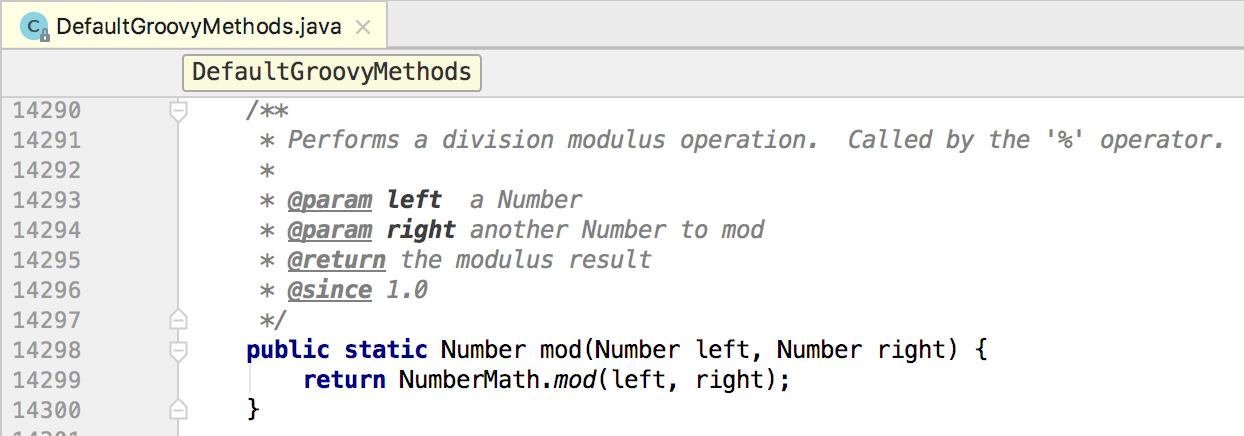 C DefaultGroovyMethods.java
DefaultGroovyMethods
14290 /**
14291 * Performs a division modulus operation.  Called by the '%' operator.
14292 *
14293 * @param left  a Number
14294 * @param right another Number to mod
14295 * @return the modulus result
14296 * @since 1.0
14297 */
14298 public static Number mod(Number left, Number right) {
14299 return NumberMath.mod(left, right);
14300 }